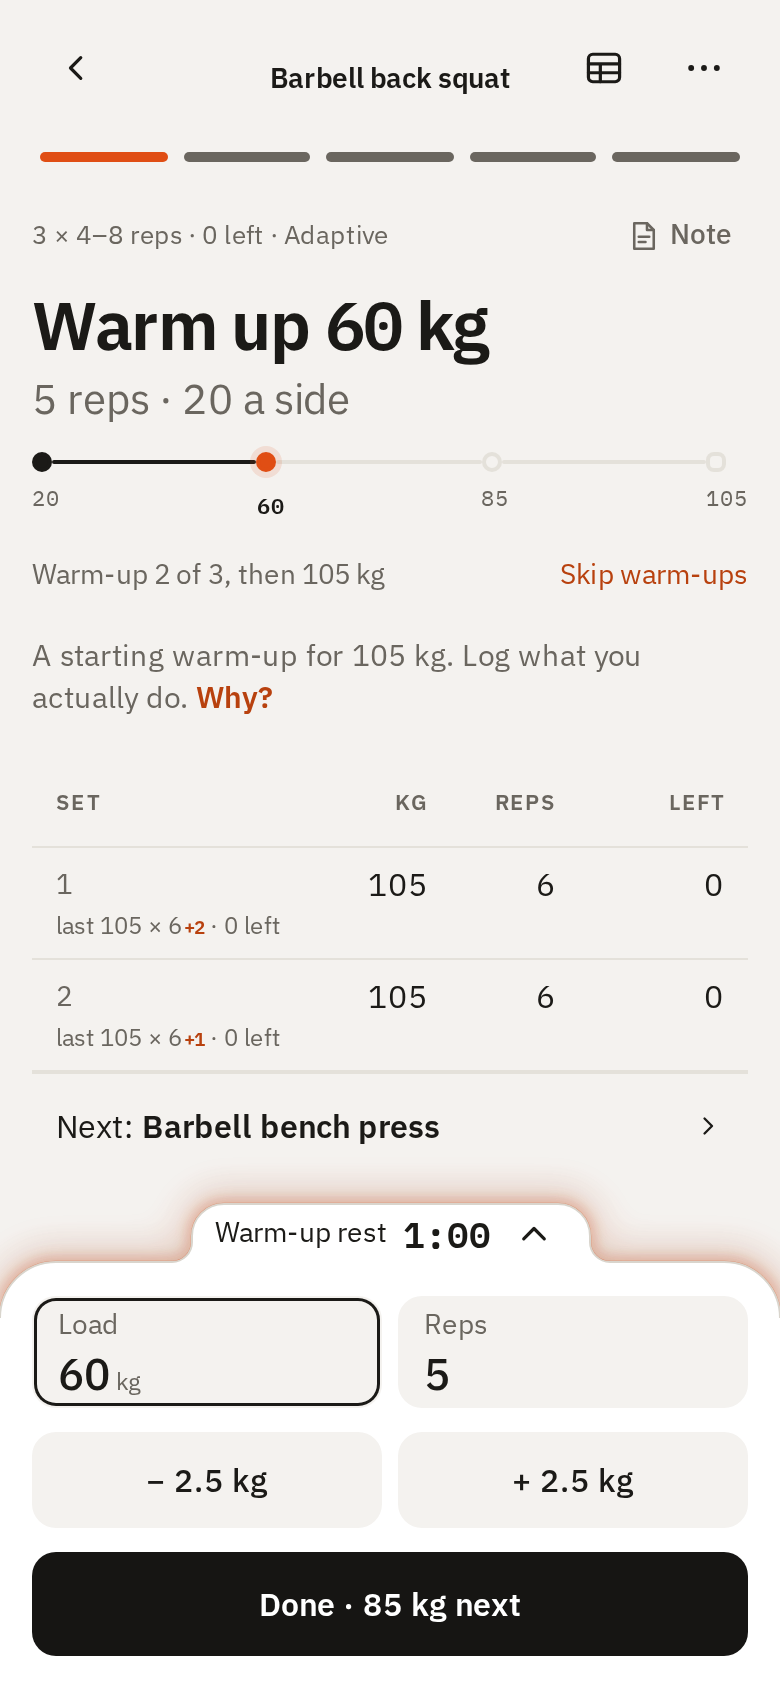 Barbell back squat
3 × 4–8 reps · 0 left · Adaptive
Note
Warm up 60 kg
5 reps · 20 a side
20 60 85 105
Warm-up 2 of 3, then 105 kg
Skip warm-ups
A starting warm-up for 105 kg. Log what you
actually do. Why?
SET KG REPS LEFT
1 105 6 0
last 105 × 6 +2 · 0 left
2 105 6 0
last 105 × 6 +1 · 0 left
Next: Barbell bench press
Warm-up rest 1:00
Load Reps
60 kg 5
– 2.5 kg + 2.5 kg
Done · 85 kg next